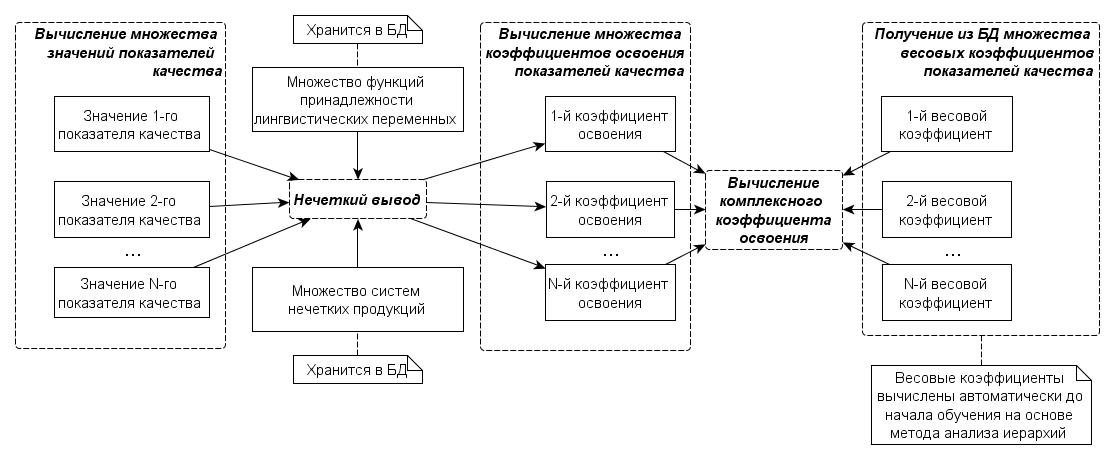 Вычисление множества
значений показателей
качества
Значение 1-го
показателя качества
Значение 2-го
показателя качества
...
Значение N-го
показателя качества
Хранится в БД
Множество функций
принадлежности
лингвистических переменных
Нечеткий вывод
Множество систем
нечетких продукций
Хранится в БД
Вычисление множества
коэффициентов освоения
показателей качества
1-й коэффициент
освоения
2-й коэффициент
освоения
...
N-й коэффициент
освоения
Вычисление
комплексного
коэффициента
освоения
Получение из БД множества
весовых коэффициентов
показателей качества
1-й весовой
коэффициент
2-й весовой
коэффициент
...
N-й весовой
коэффициент
Весовые коэффициенты
вычислены автоматически до
начала обучения на основе
метода анализа иерархий